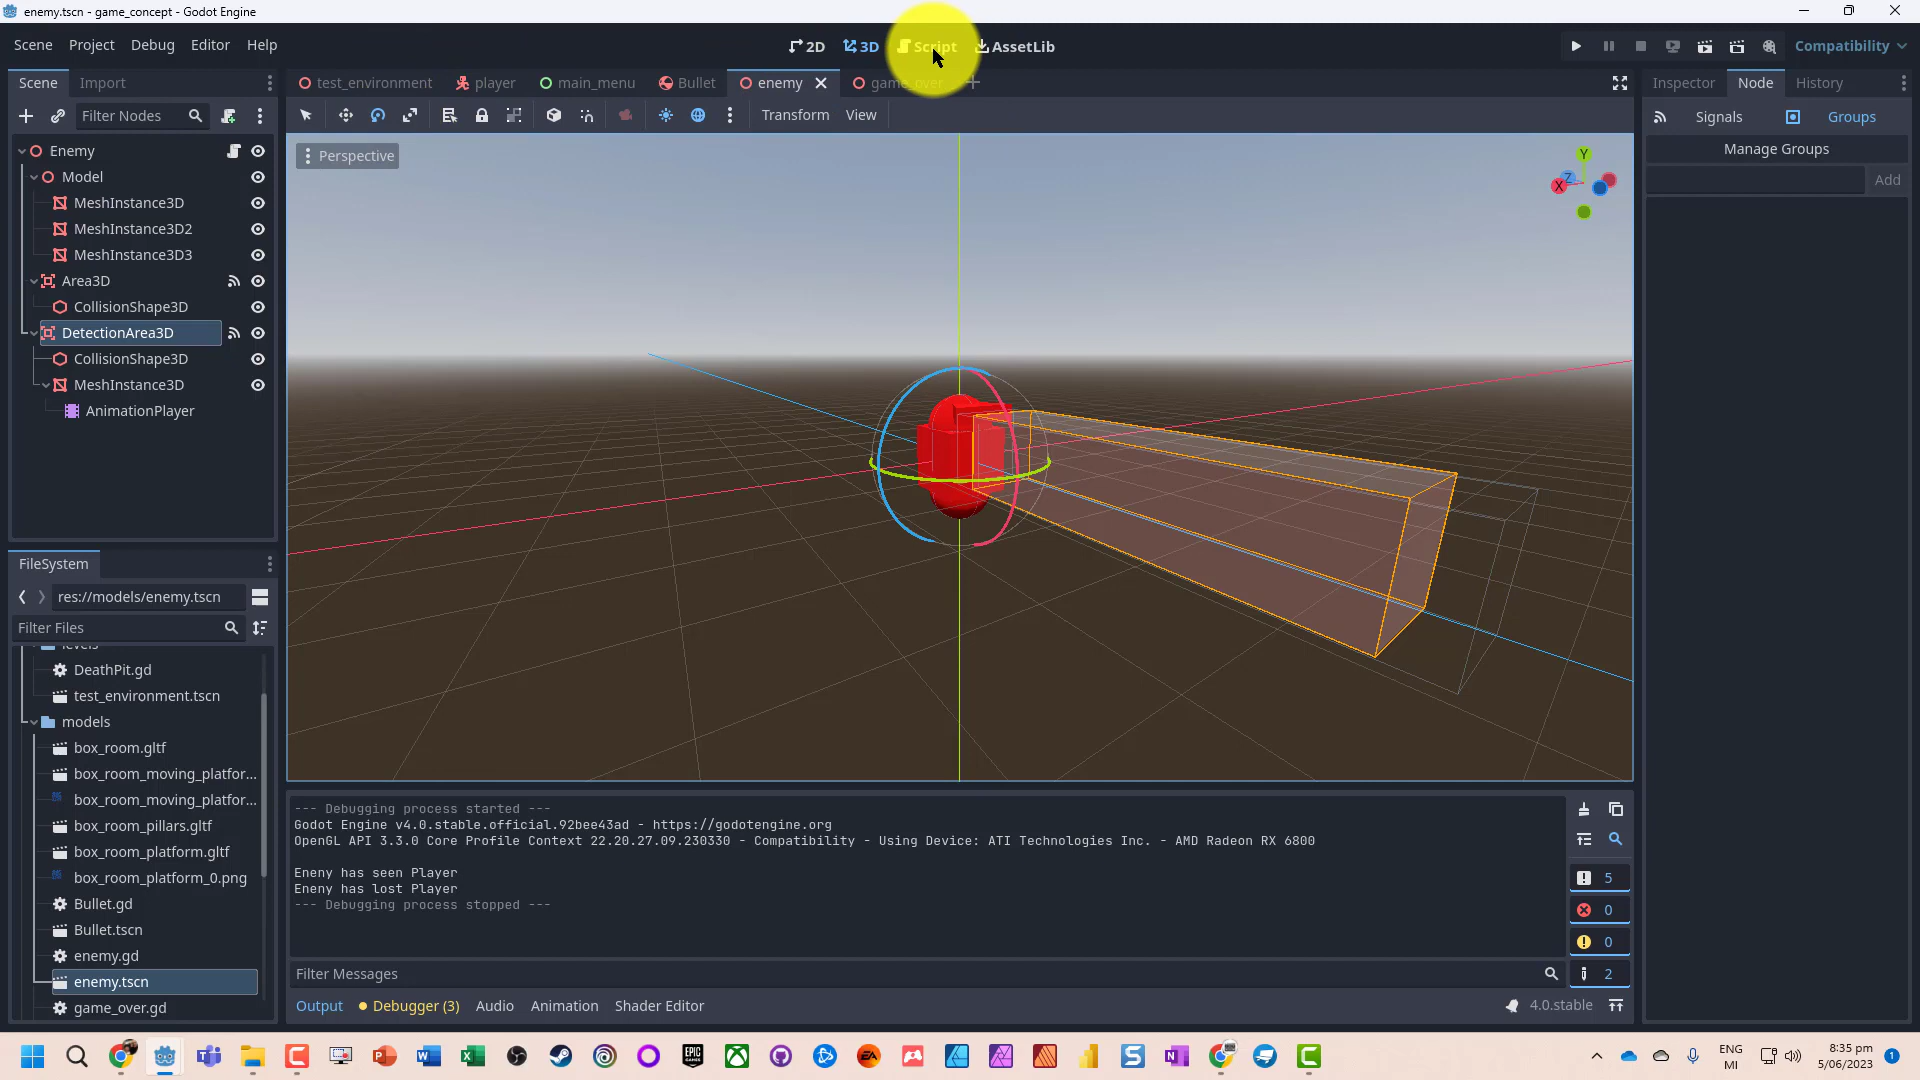 enemy.tscn - game_concept - Godot Engine
Scene Project Debug Editor Help
2D 3D Script AssetLib
Compatibility
Scene Import
test_environment player main_menu Bullet enemy game_over
Inspector Node History
Filter Nodes
Transform View
Signals Groups
Manage Groups
Add
Perspective
Y
Z
X
Enemy
Model
MeshInstance3D
MeshInstance3D2
MeshInstance3D3
Area3D
CollisionShape3D
DetectionArea3D
CollisionShape3D
MeshInstance3D
AnimationPlayer
FileSystem
res://models/enemy.tscn
Filter Files
levels
DeathPit.gd
test_environment.tscn
models
box_room.gltf
box_room_moving_platfor...
box_room_moving_platfor...
box_room_pillars.gltf
box_room_platform.gltf
box_room_platform_0.png
Bullet.gd
Bullet.tscn
enemy.gd
enemy.tscn
game_over.gd
--- Debugging process started ---
Godot Engine v4.0.stable.official.92bee43ad - https://godotengine.org
OpenGL API 3.3.0 Core Profile Context 22.20.27.09.230330 - Compatibility - Using Device: ATI Technologies Inc. - AMD Radeon RX 6800
Eneny has seen Player
Eneny has lost Player
--- Debugging process stopped ---
5
0
0
2
Filter Messages
Output Debugger (3) Audio Animation Shader Editor
4.0.stable
ENG
MI
8:35 pm
5/06/2023
1